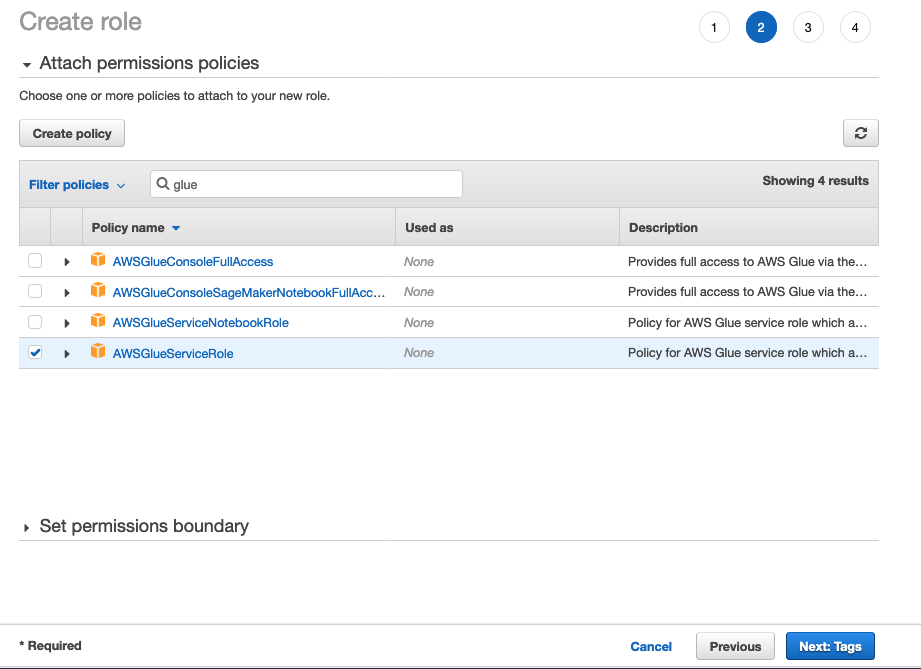 Create role
1 2 3 4
Attach permissions policies
Choose one or more policies to attach to your new role.
Create policy
Filter policies glue Showing 4 results
Policy name Used as Description
AWSGlueConsoleFullAccess None Provides full access to AWS Glue via the...
AWSGlueConsoleSageMakerNotebookFullAcc... None Provides full access to AWS Glue via the...
AWSGlueServiceNotebookRole None Policy for AWS Glue service role which a...
AWSGlueServiceRole None Policy for AWS Glue service role which a...
Set permissions boundary
* Required Cancel Previous Next: Tags